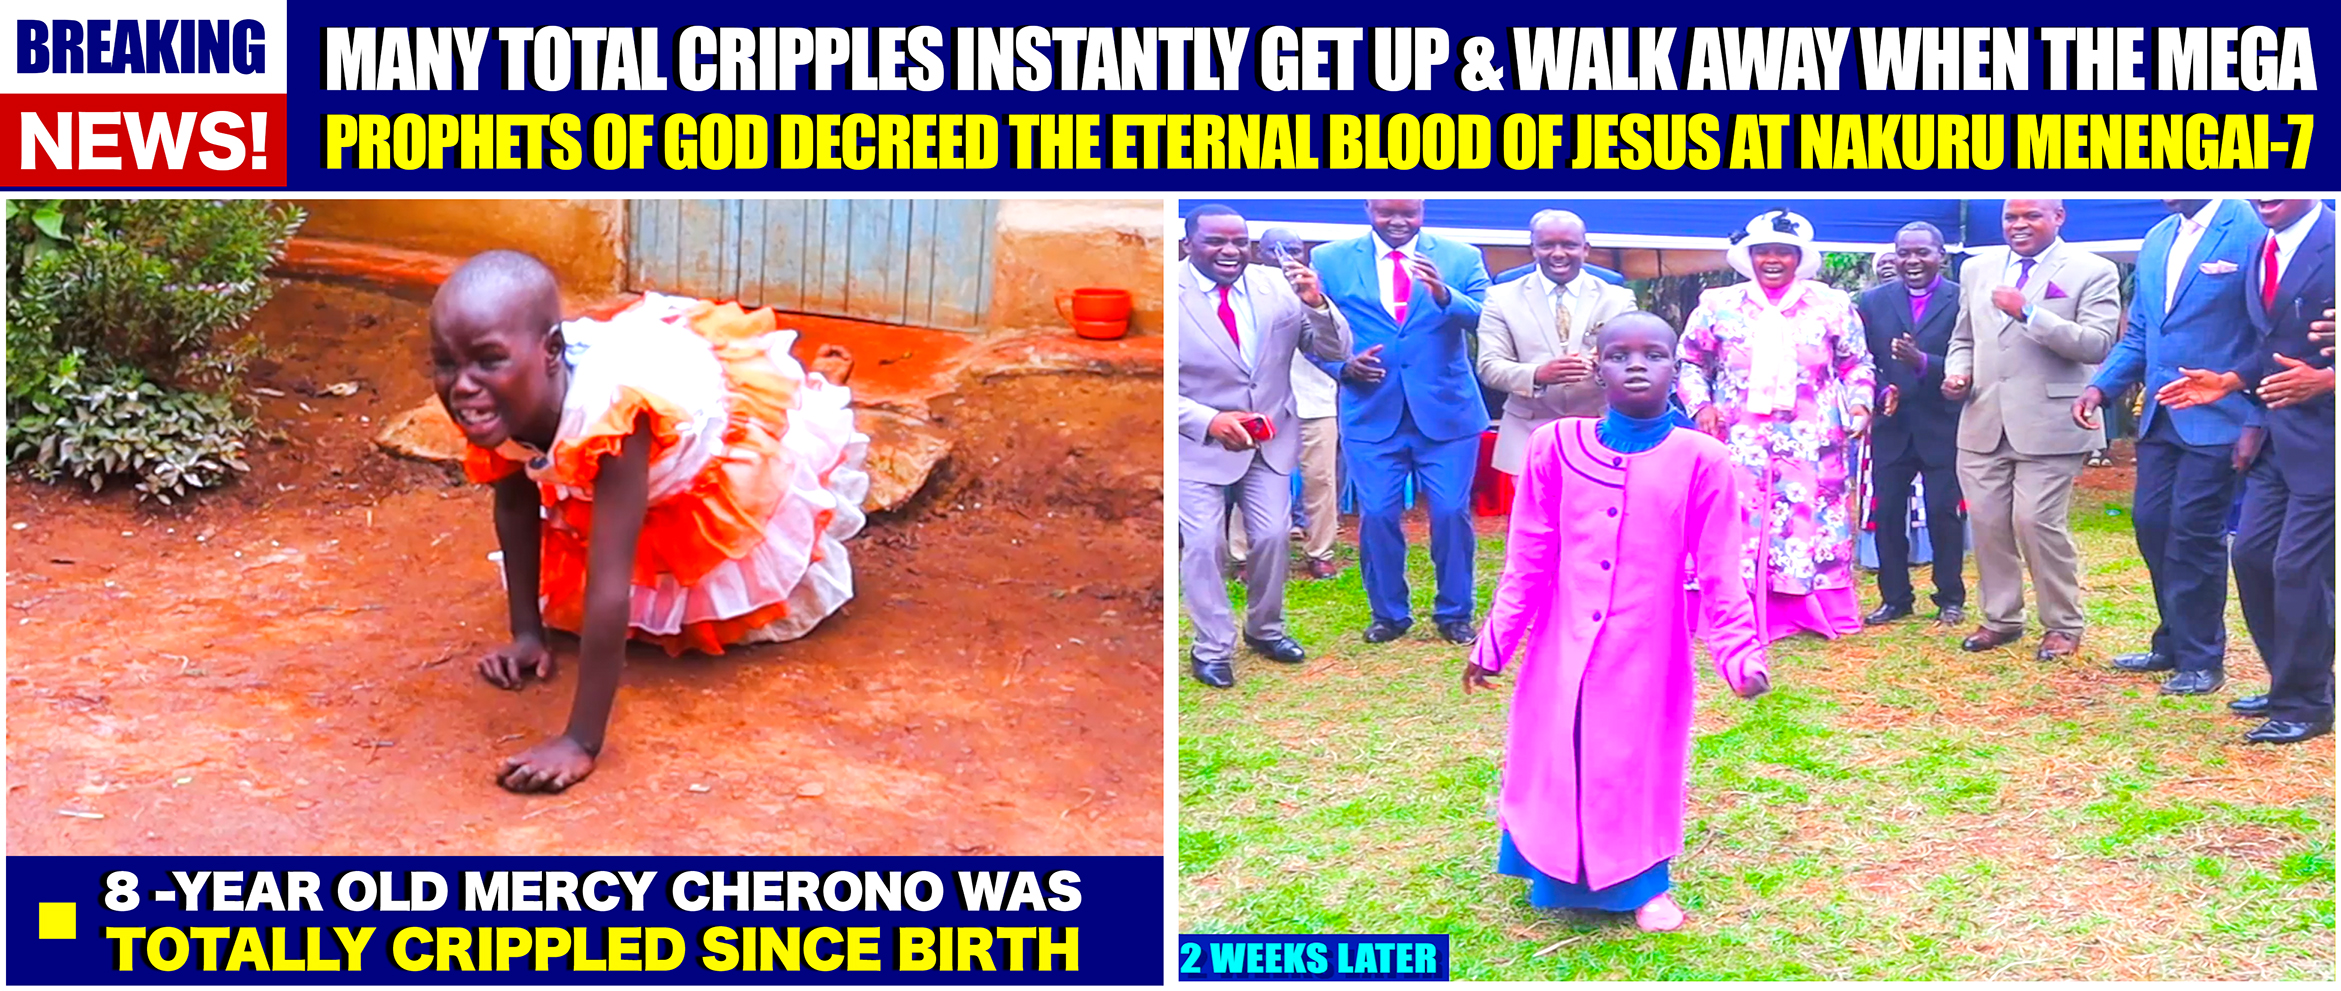 BREAKING
NEWS!
MANY TOTAL CRIPPLES INSTANTLY GET UP & WALK AWAY WHEN THE MEGA
PROPHETS OF GOD DECREED THE ETERNAL BLOOD OF JESUS AT NAKURU MENENGAI-7
8 -YEAR OLD MERCY CHERONO WAS
TOTALLY CRIPPLED SINCE BIRTH
2 WEEKS LATER